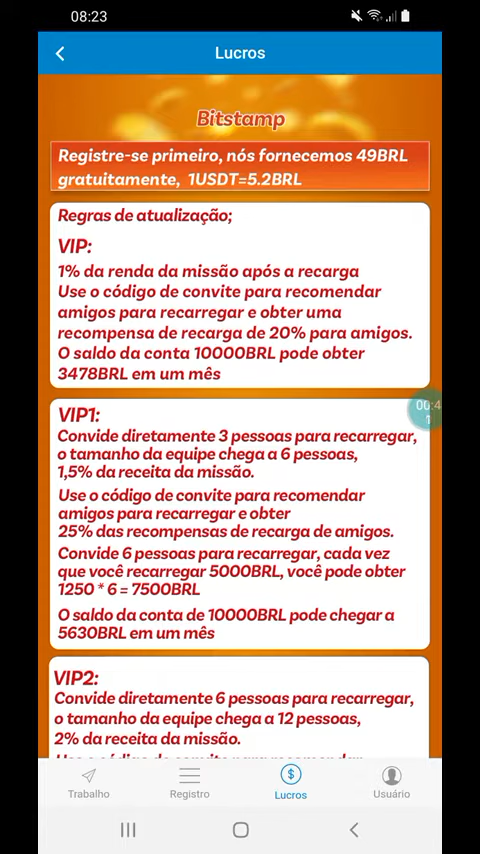 08:23
Lucros
Bitstamp
Registre-se primeiro, nós fornecemos 49BRL
gratuitamente, 1USDT=5.2BRL
Regras de atualização;
VIP:
1% da renda da missão após a recarga
Use o código de convite para recomendar
amigos para recarregar e obter uma
recompensa de recarga de 20% para amigos.
O saldo da conta 10000BRL pode obter
3478BRL em um mês
VIP1:
Convide diretamente 3 pessoas para recarregar,
o tamanho da equipe chega a 6 pessoas,
1,5% da receita da missão.
Use o código de convite para recomendar
amigos para recarregar e obter
25% das recompensas de recarga de amigos.
Convide 6 pessoas para recarregar, cada vez
que você recarregar 5000BRL, você pode obter
1250 * 6 = 7500BRL
O saldo da conta de 10000BRL pode chegar a
5630BRL em um mês
VIP2:
Convide diretamente 6 pessoas para recarregar,
o tamanho da equipe chega a 12 pessoas,
2% da receita da missão.
Trabalho
Registro
Lucros
Usuário